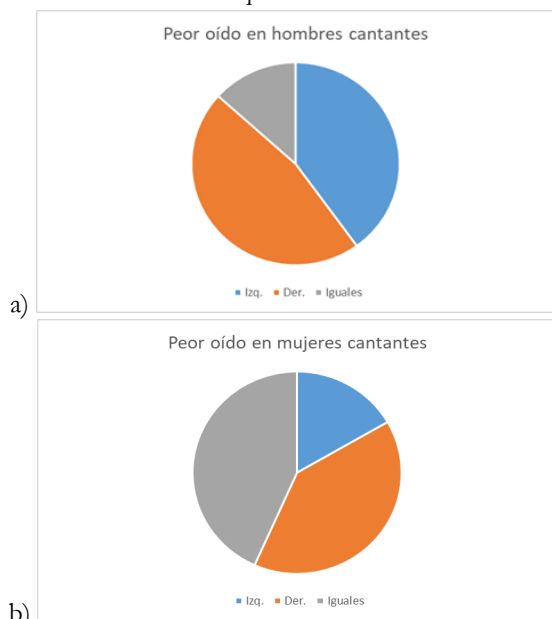 Peor oído en hombres cantantes
Izq. Der. Iguales
a)
Peor oído en mujeres cantantes
Izq. Der. Iguales
b)